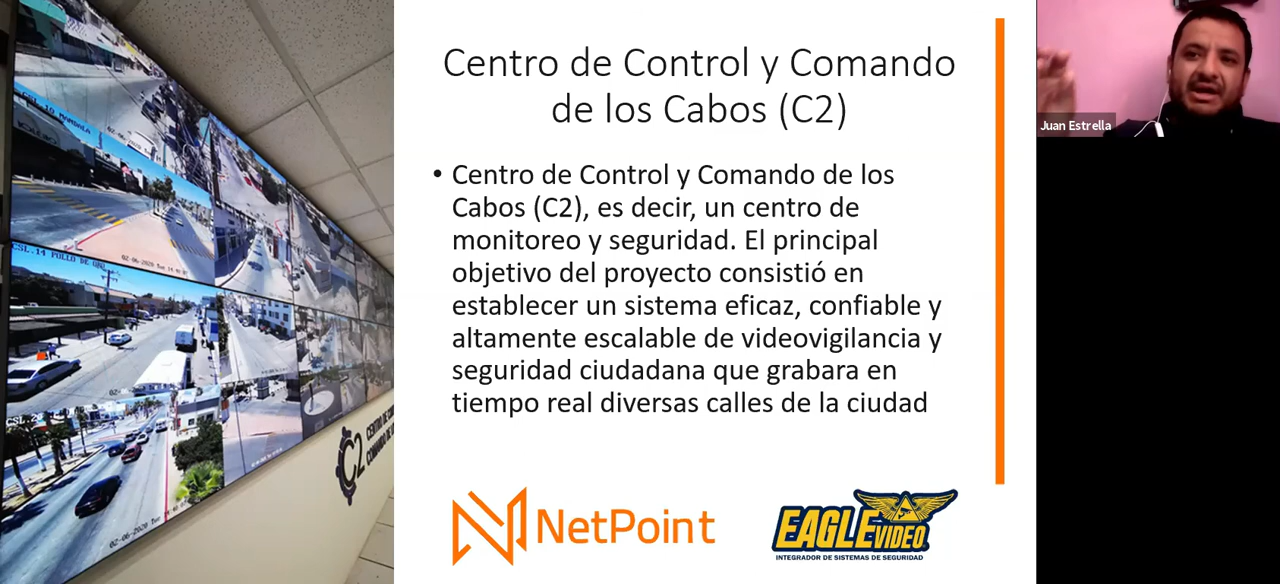 Centro de Control y Comando
de los Cabos (C2)
• Centro de Control y Comando de los
Cabos (C2), es decir, un centro de
monitoreo y seguridad. El principal
objetivo del proyecto consistió en
establecer un sistema eficaz, confiable y
altamente escalable de videovigilancia y
seguridad ciudadana que grabara en
tiempo real diversas calles de la ciudad
NetPoint
EAGLE VIDEO
INTEGRADOR DE SISTEMAS DE SEGURIDAD
Juan Estrella
C2